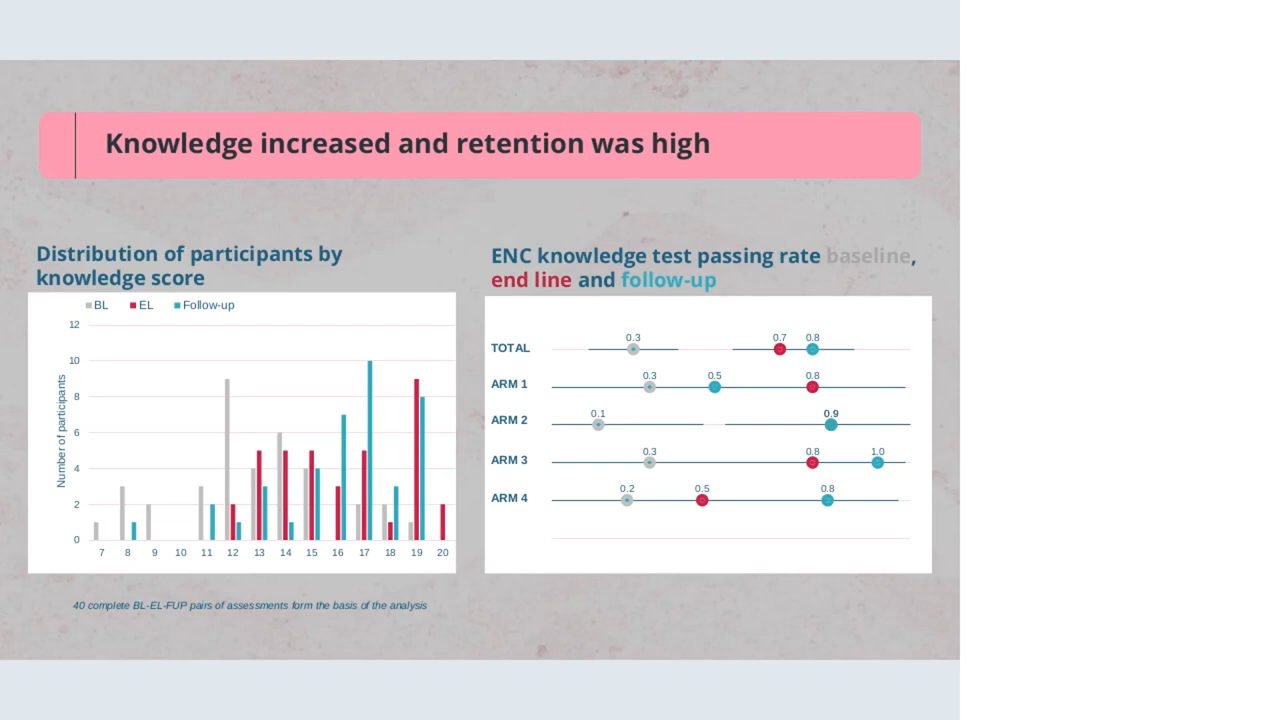 Knowledge increased and retention was high
Distribution of participants by
knowledge score
BL EL Follow-up
Number of participants
12
10
8
6
4
2
0
7 8 9 10 11 12 13 14 15 16 17 18 19 20
40 complete BL-EL-FUP pairs of assessments form the basis of the analysis
ENC knowledge test passing rate baseline,
end line and follow-up
TOTAL 0.3 0.7 0.8
ARM 1 0.3 0.5 0.8
ARM 2 0.1 0.9
ARM 3 0.3 0.8 1.0
ARM 4 0.2 0.5 0.8